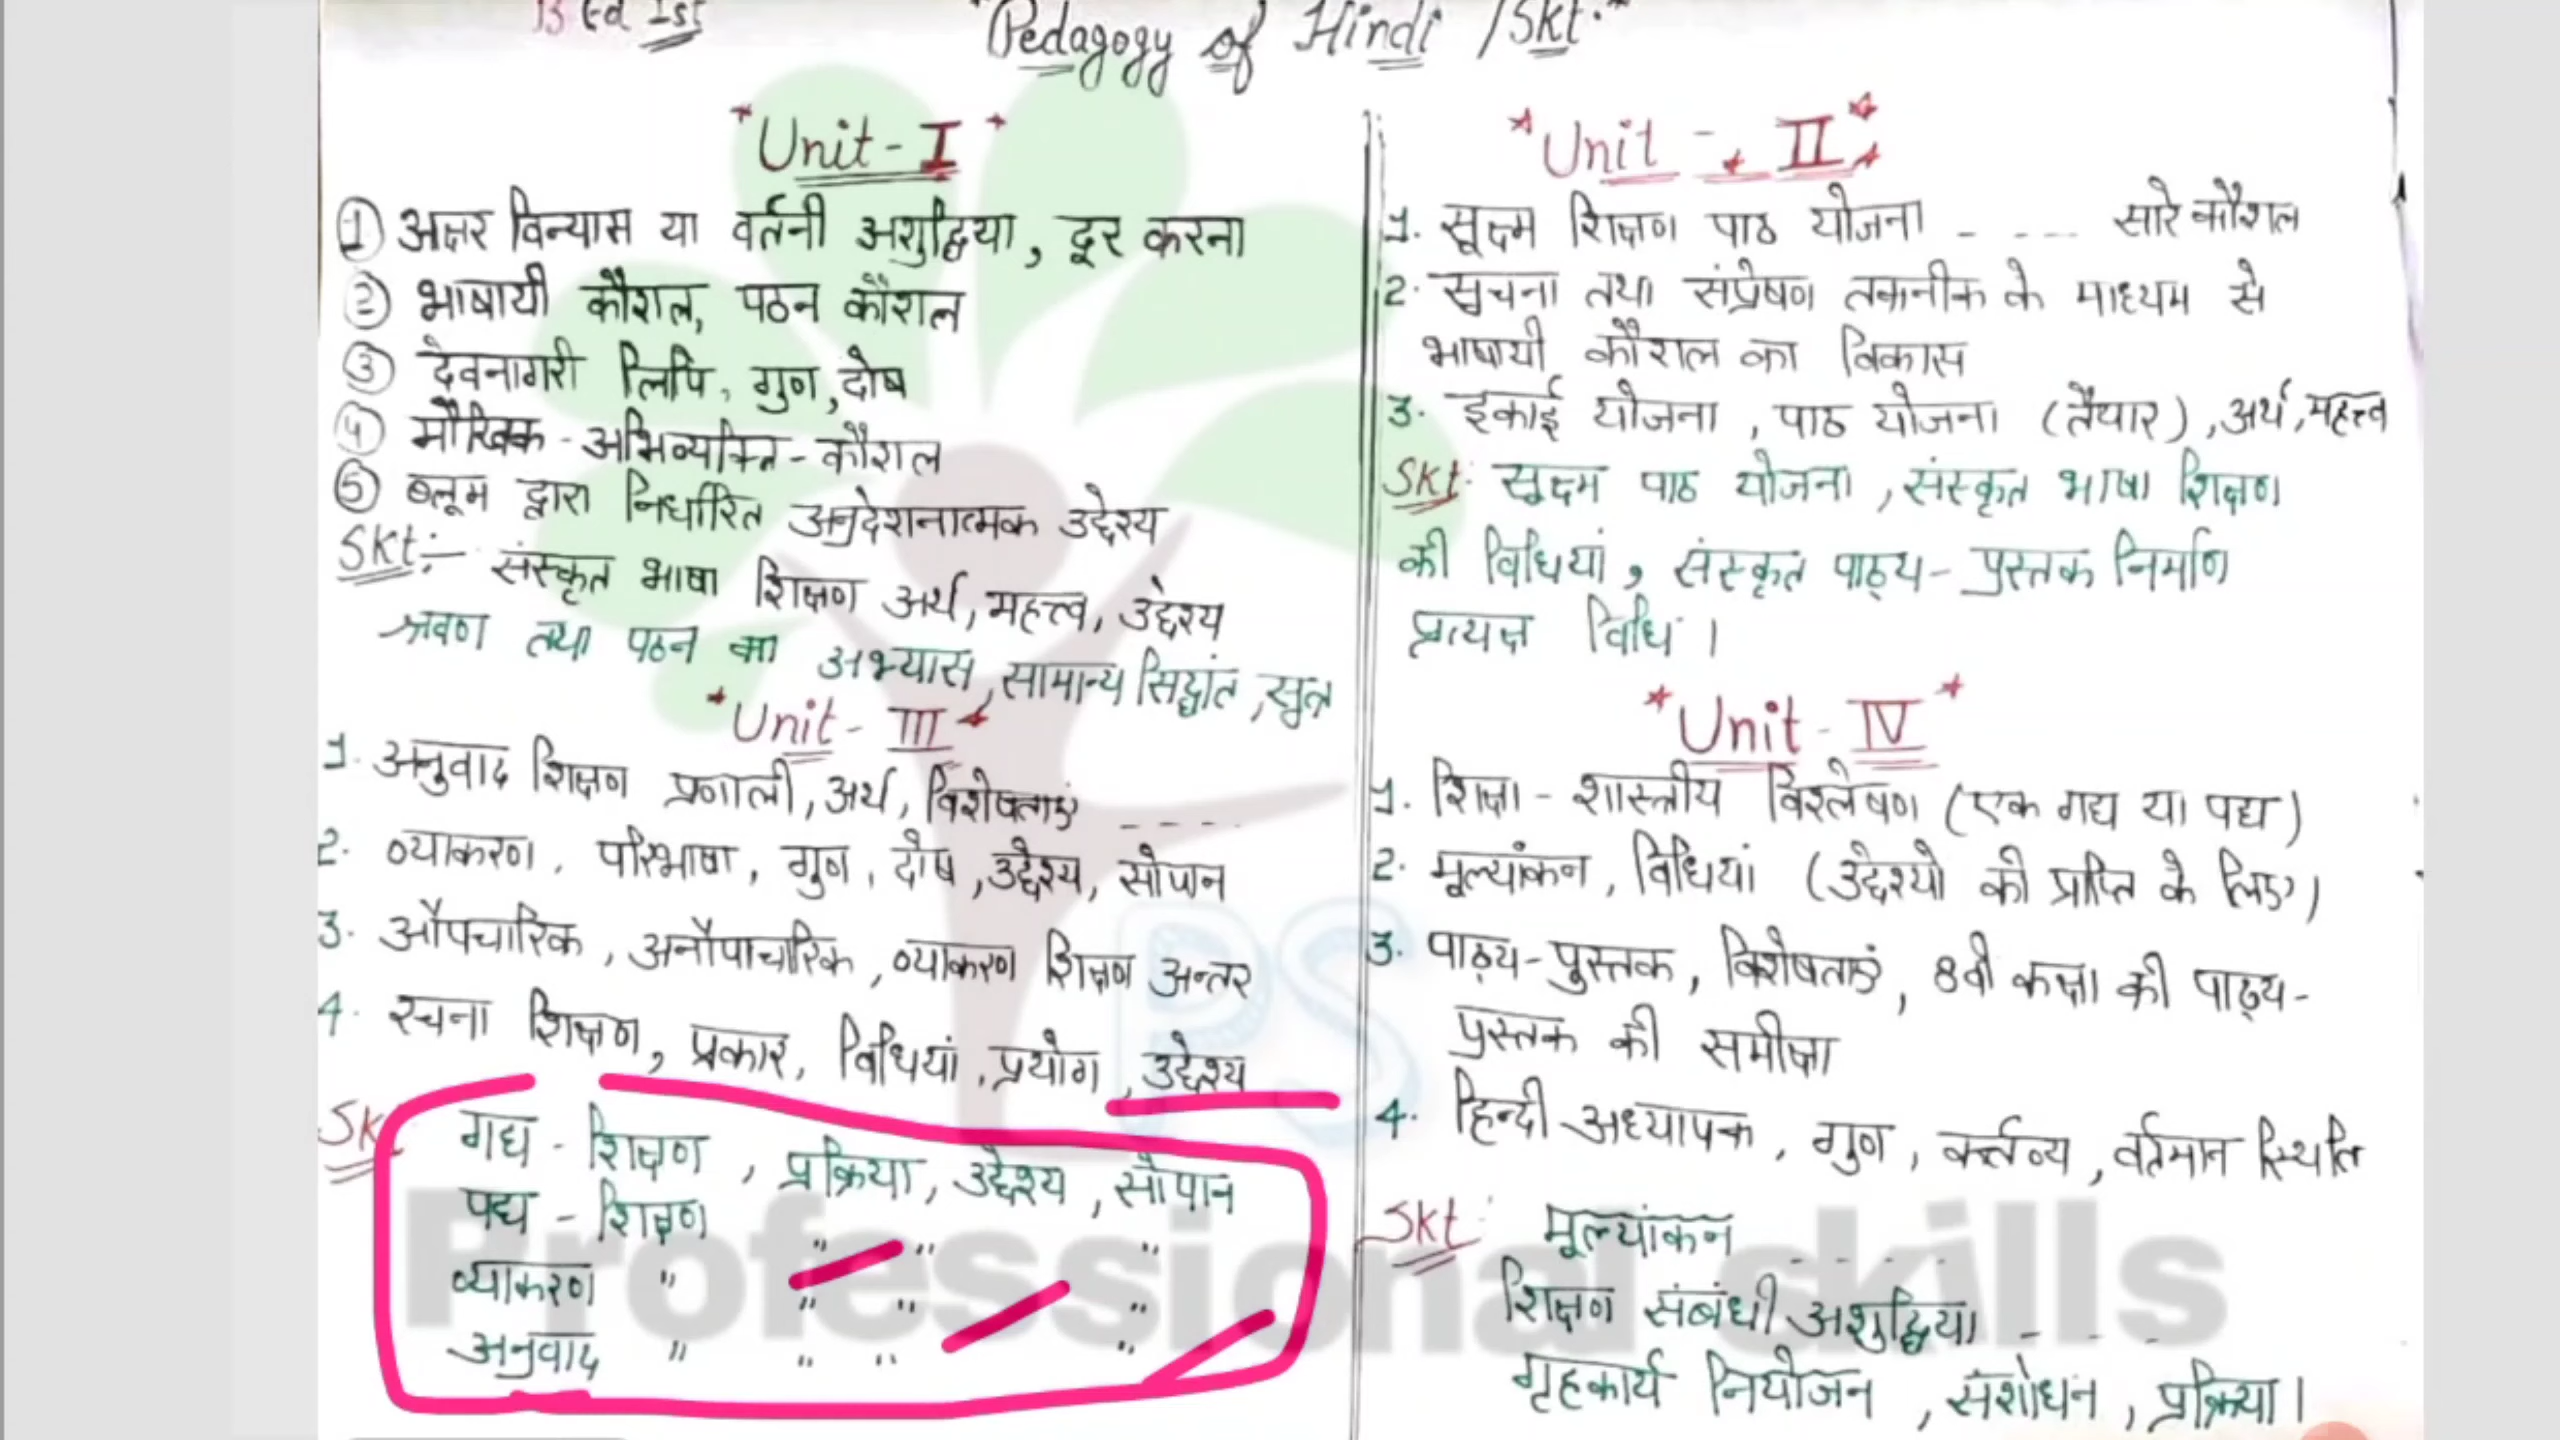 B Ed Ist
"Pedagogy of Hindi /Skt."
*Unit-I*
① अक्षर विन्यास या वर्तनी अशुद्धिया, दूर करना
② भाषायी कौशल, पठन कौशल
③ देवनागरी लिपि, गुण, दोष
④ मौखिक-अभिव्यक्ति-कौशल
⑤ ब्लूम द्वारा निर्धारित अनुदेशनात्मक उद्देश्य
Skt:- संस्कृत भाषा शिक्षण अर्थ, महत्त्व, उद्देश्य
श्रवण तथा पठन का अभ्यास, सामान्य सिद्धांत, सूत्र
*Unit-II*
1. सूक्ष्म शिक्षण पाठ योजना - --- सारे कौशल
2. सूचना तथा संप्रेषण तकनीक के माध्यम से
भाषायी कौशल का विकास
3. इकाई योजना, पाठ योजना (तैयार), अर्थ, महत्त्व
Skt: सूक्ष्म पाठ योजना, संस्कृत भाषा शिक्षण
की विधियां, संस्कृत पाठ्य-पुस्तक निर्माण
प्रत्यक्ष विधि।
*Unit-III*
1. अनुवाद शिक्षण प्रणाली, अर्थ, विशेषताएं ----
2. व्याकरण, परिभाषा, गुण, दोष, उद्देश्य, सोपान
3. औपचारिक, अनौपाचारिक, व्याकरण शिक्षण अन्तर
4. रचना शिक्षण, प्रकार, विधियां, प्रयोग, उद्देश्य
Sk गद्य-शिक्षण, प्रक्रिया, उद्देश्य, सोपान
पद्य-शिक्षण " " "
व्याकरण " " " "
अनुवाद " " " "
*Unit-IV*
1. शिक्षा-शास्त्रीय विश्लेषण (एक गद्य या पद्य)
2. मूल्यांकन, विधियां (उद्देश्यो की प्राप्ति के लिए)
3. पाठ्य-पुस्तक, विशेषताएं, 8वी कक्षा की पाठ्य-
पुस्तक की समीक्षा
4. हिन्दी अध्यापक, गुण, कर्त्तव्य, वर्तमान स्थिति
Skt: मूल्यांकन -----
शिक्षण संबंधी अशुद्धिया - - -
गृहकार्य नियोजन, संशोधन, प्रक्रिया।
PS
Professional skills